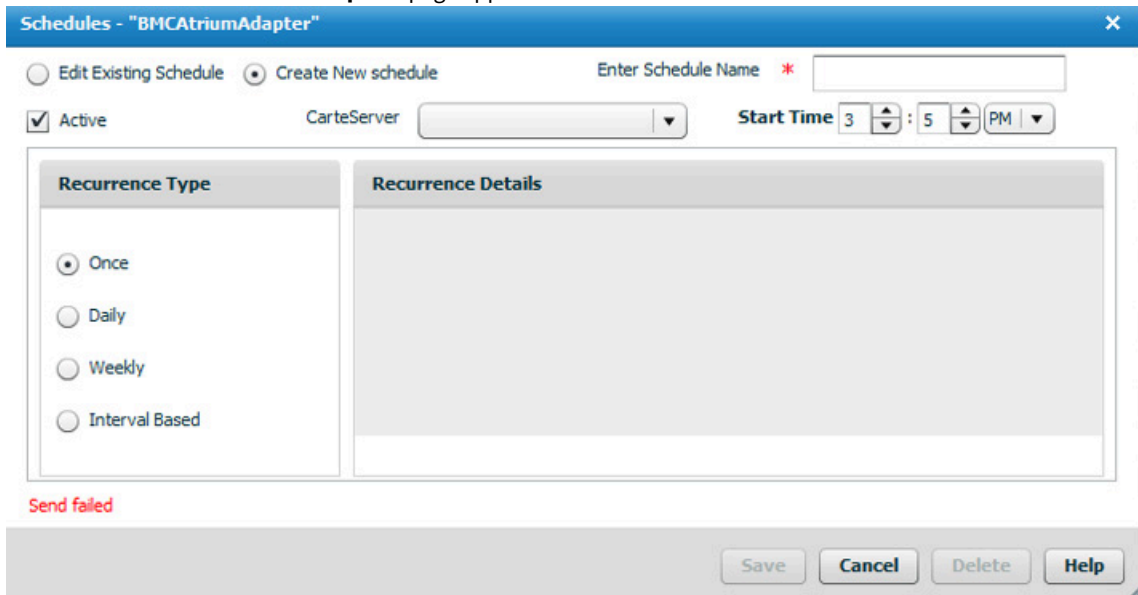 Schedules - "BMCAtriumAdapter"
Edit Existing Schedule Create New schedule Enter Schedule Name *
Active CarteServer Start Time 3 : 5 PM
Recurrence Type Recurrence Details
Once
Daily
Weekly
Interval Based
Send failed
Save Cancel Delete Help